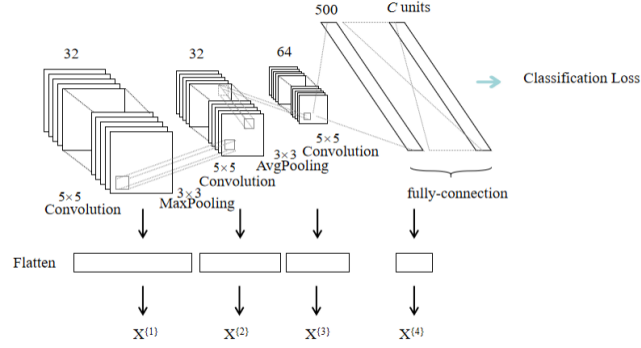 500
C units
32
32
64
Classification Loss
5×5
Convolution
3×3
MaxPooling
5×5
Convolution
3×3
AvgPooling
5×5
Convolution
fully-connection
Flatten
X{1}
X{2}
X{3}
X{4}